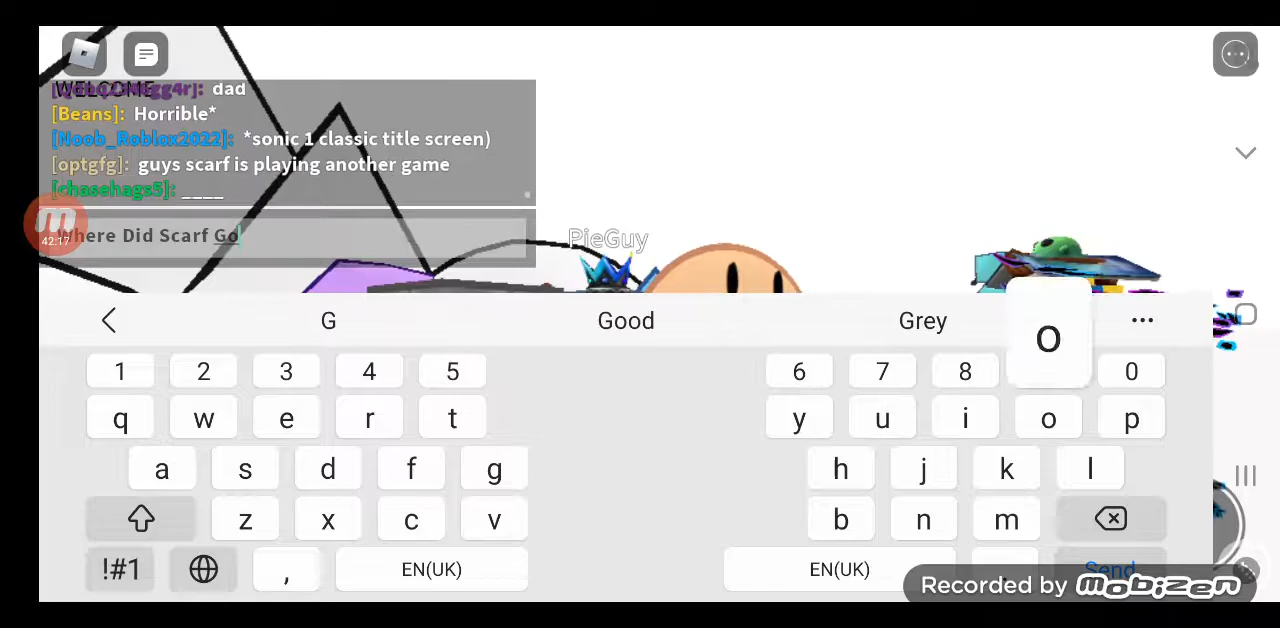 WELCOME
dad
[Beans]: Horrible*
[Noob_Roblox2022]: *sonic 1 classic title screen)
[optgfg]: guys scarf is playing another game
[chasehags5]: ____
42:17
Where Did Scarf Go
PieGuy
G Good Grey ...
o
1 2 3 4 5 6 7 8 0
q w e r t y u i o p
a s d f g h j k l
z x c v b n m
!#1 , EN(UK) EN(UK) . Send
Recorded by mobizen